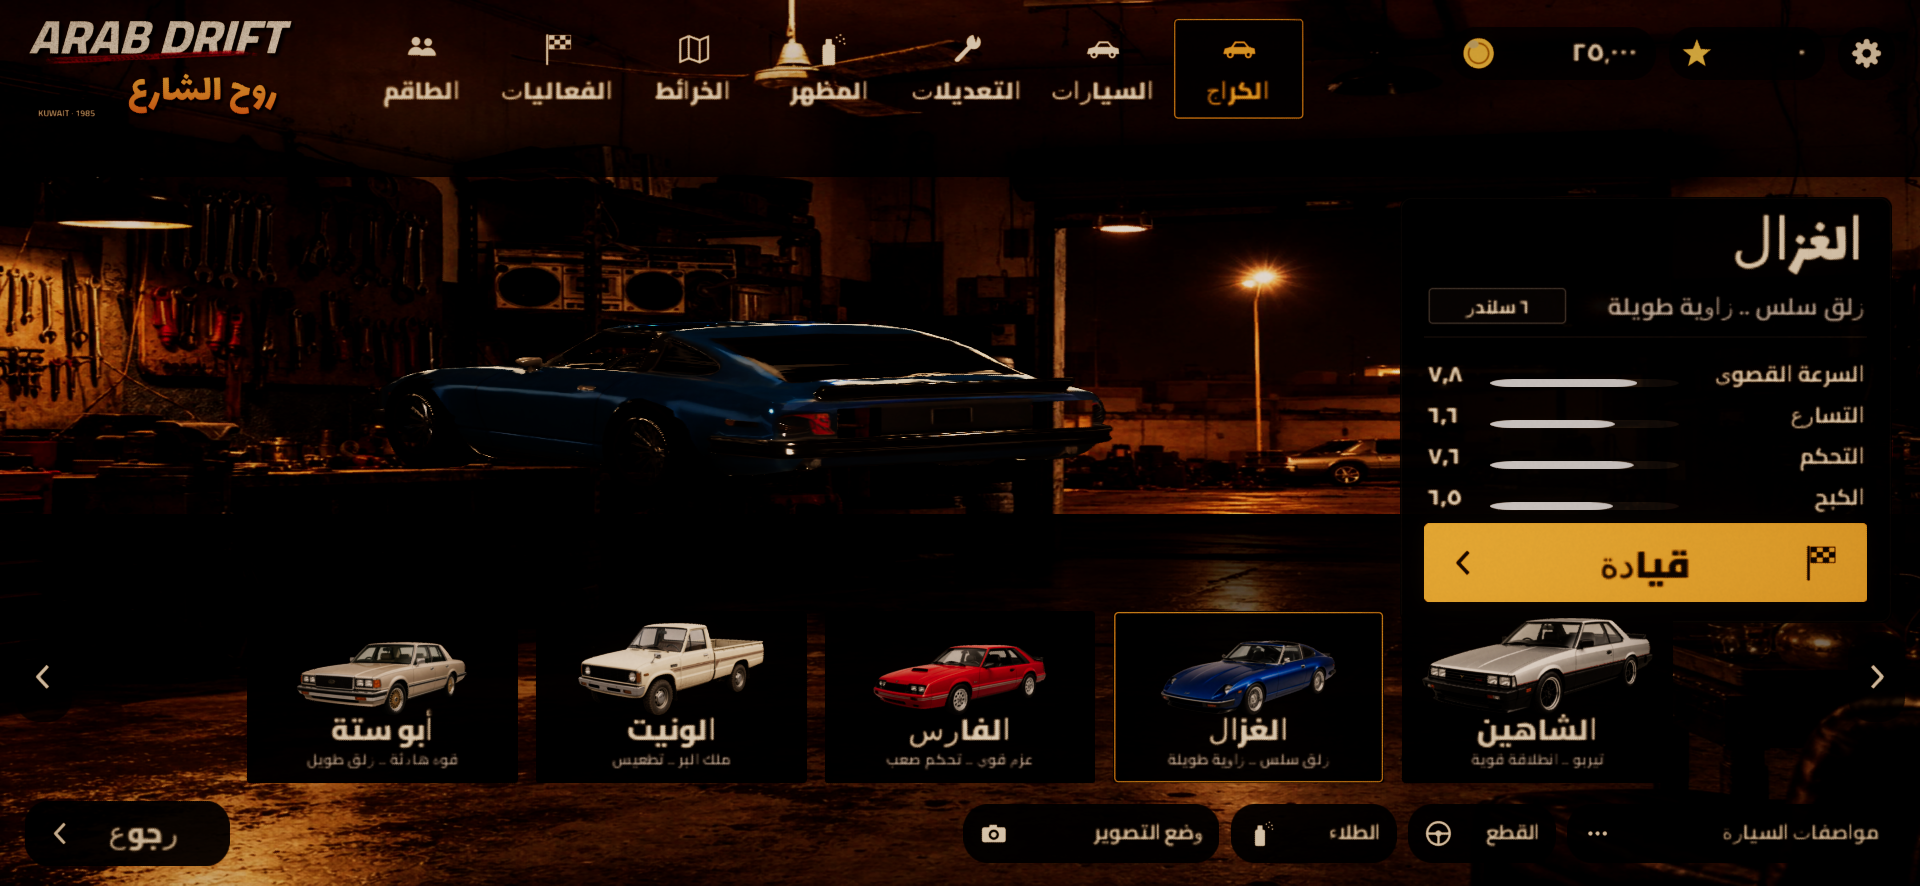 ARAB DRIFT
روح الشارع
KUWAIT · 1985
الكراج
السيارات
التعديلات
المظهر
الخرائط
الفعاليات
الطاقم
٢٥,٠٠٠
٠
الغزال
زلق سلس .. زاوية طويلة
٦ سلندر
السرعة القصوى ٧,٨
التسارع ٦,٦
التحكم ٧,٦
الكبح ٦,٥
قيادة
الشاهين
تيربو .. انطلاقة قوية
الغزال
زلق سلس .. زاوية طويلة
الفارس
عزم قوي .. تحكم صعب
الونيت
ملك البر .. تطعيس
أبو ستة
قوة هادئة .. زلق طويل
مواصفات السيارة
القطع
الطلاء
وضع التصوير
رجوع